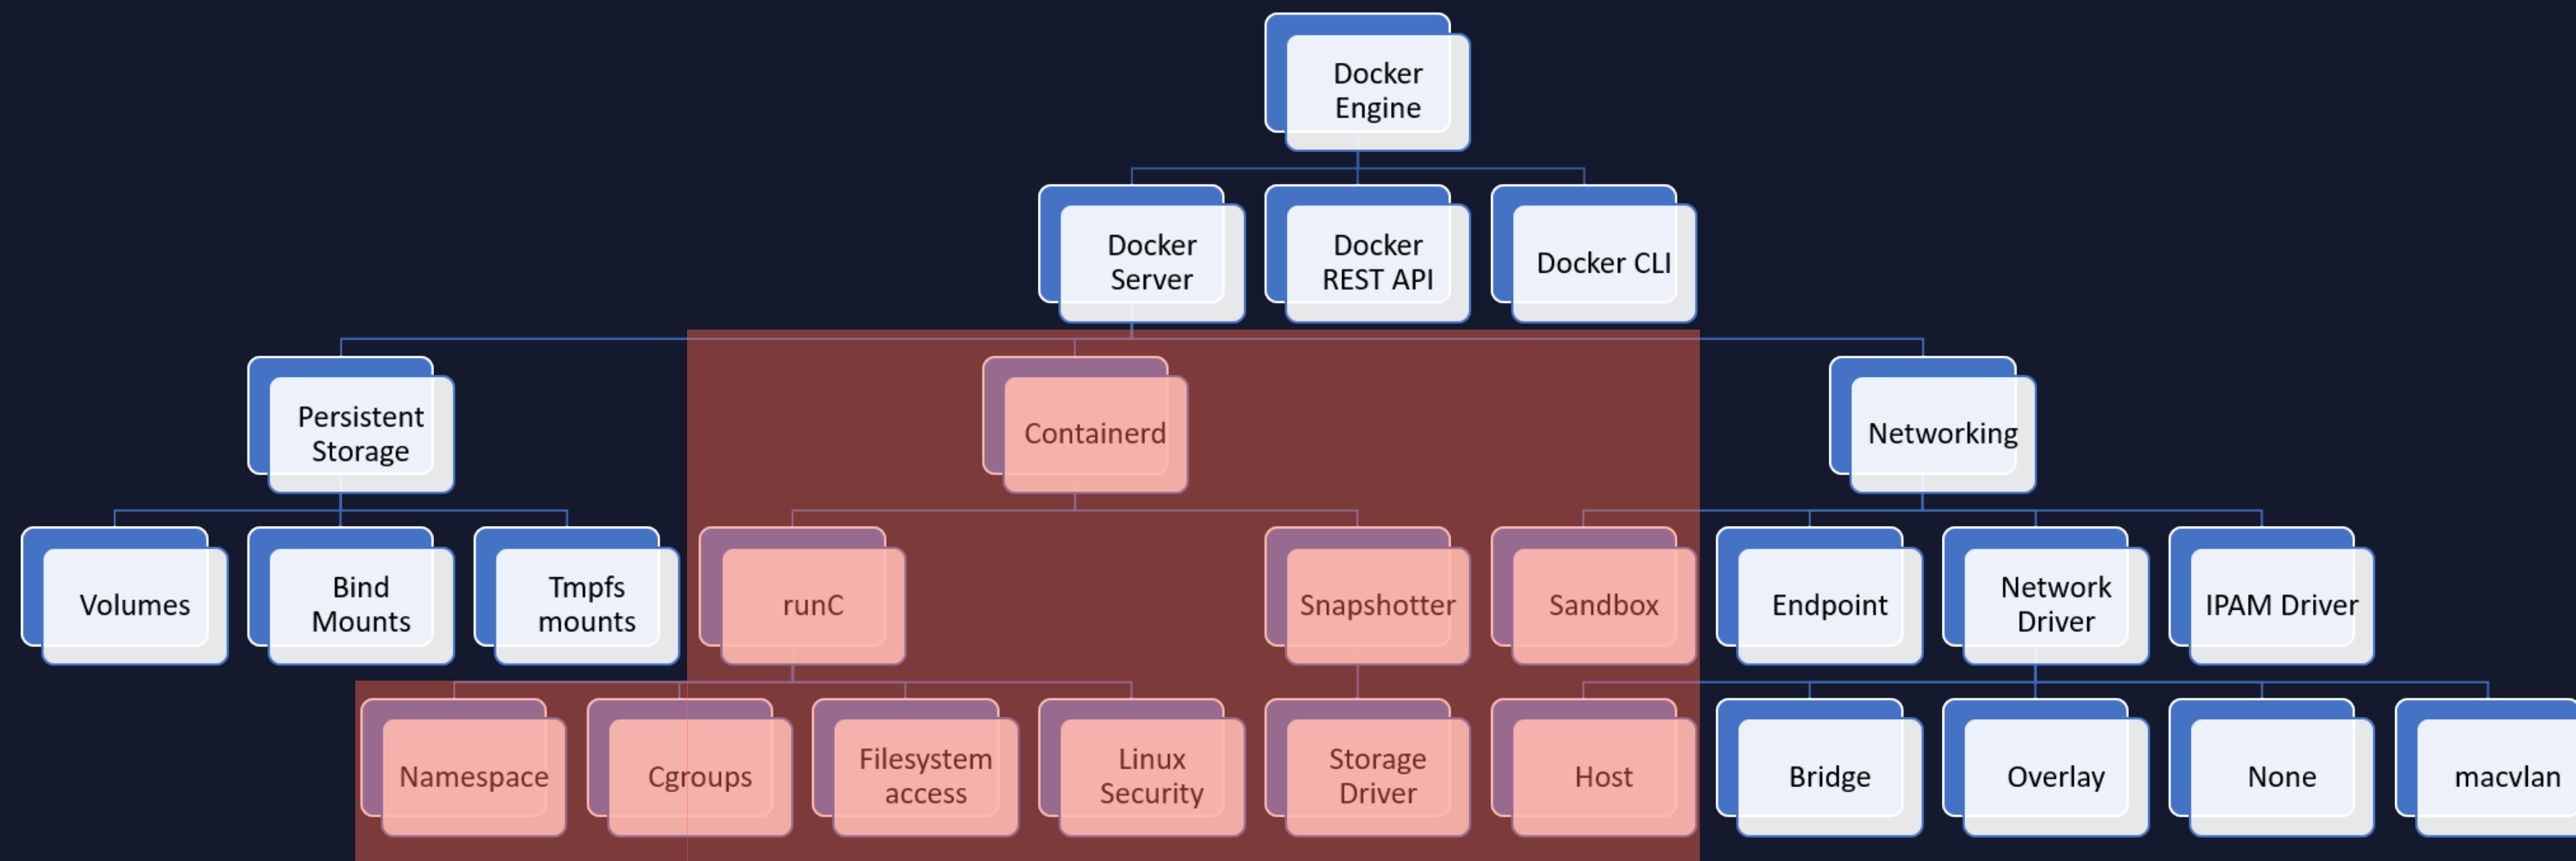 Docker
Engine
Docker
Server
Docker
REST API
Docker CLI
Persistent
Storage
Containerd
Networking
Volumes
Bind
Mounts
Tmpfs
mounts
runC
Snapshotter
Sandbox
Endpoint
Network
Driver
IPAM Driver
Namespace
Cgroups
Filesystem
access
Linux
Security
Storage
Driver
Host
Bridge
Overlay
None
macvlan